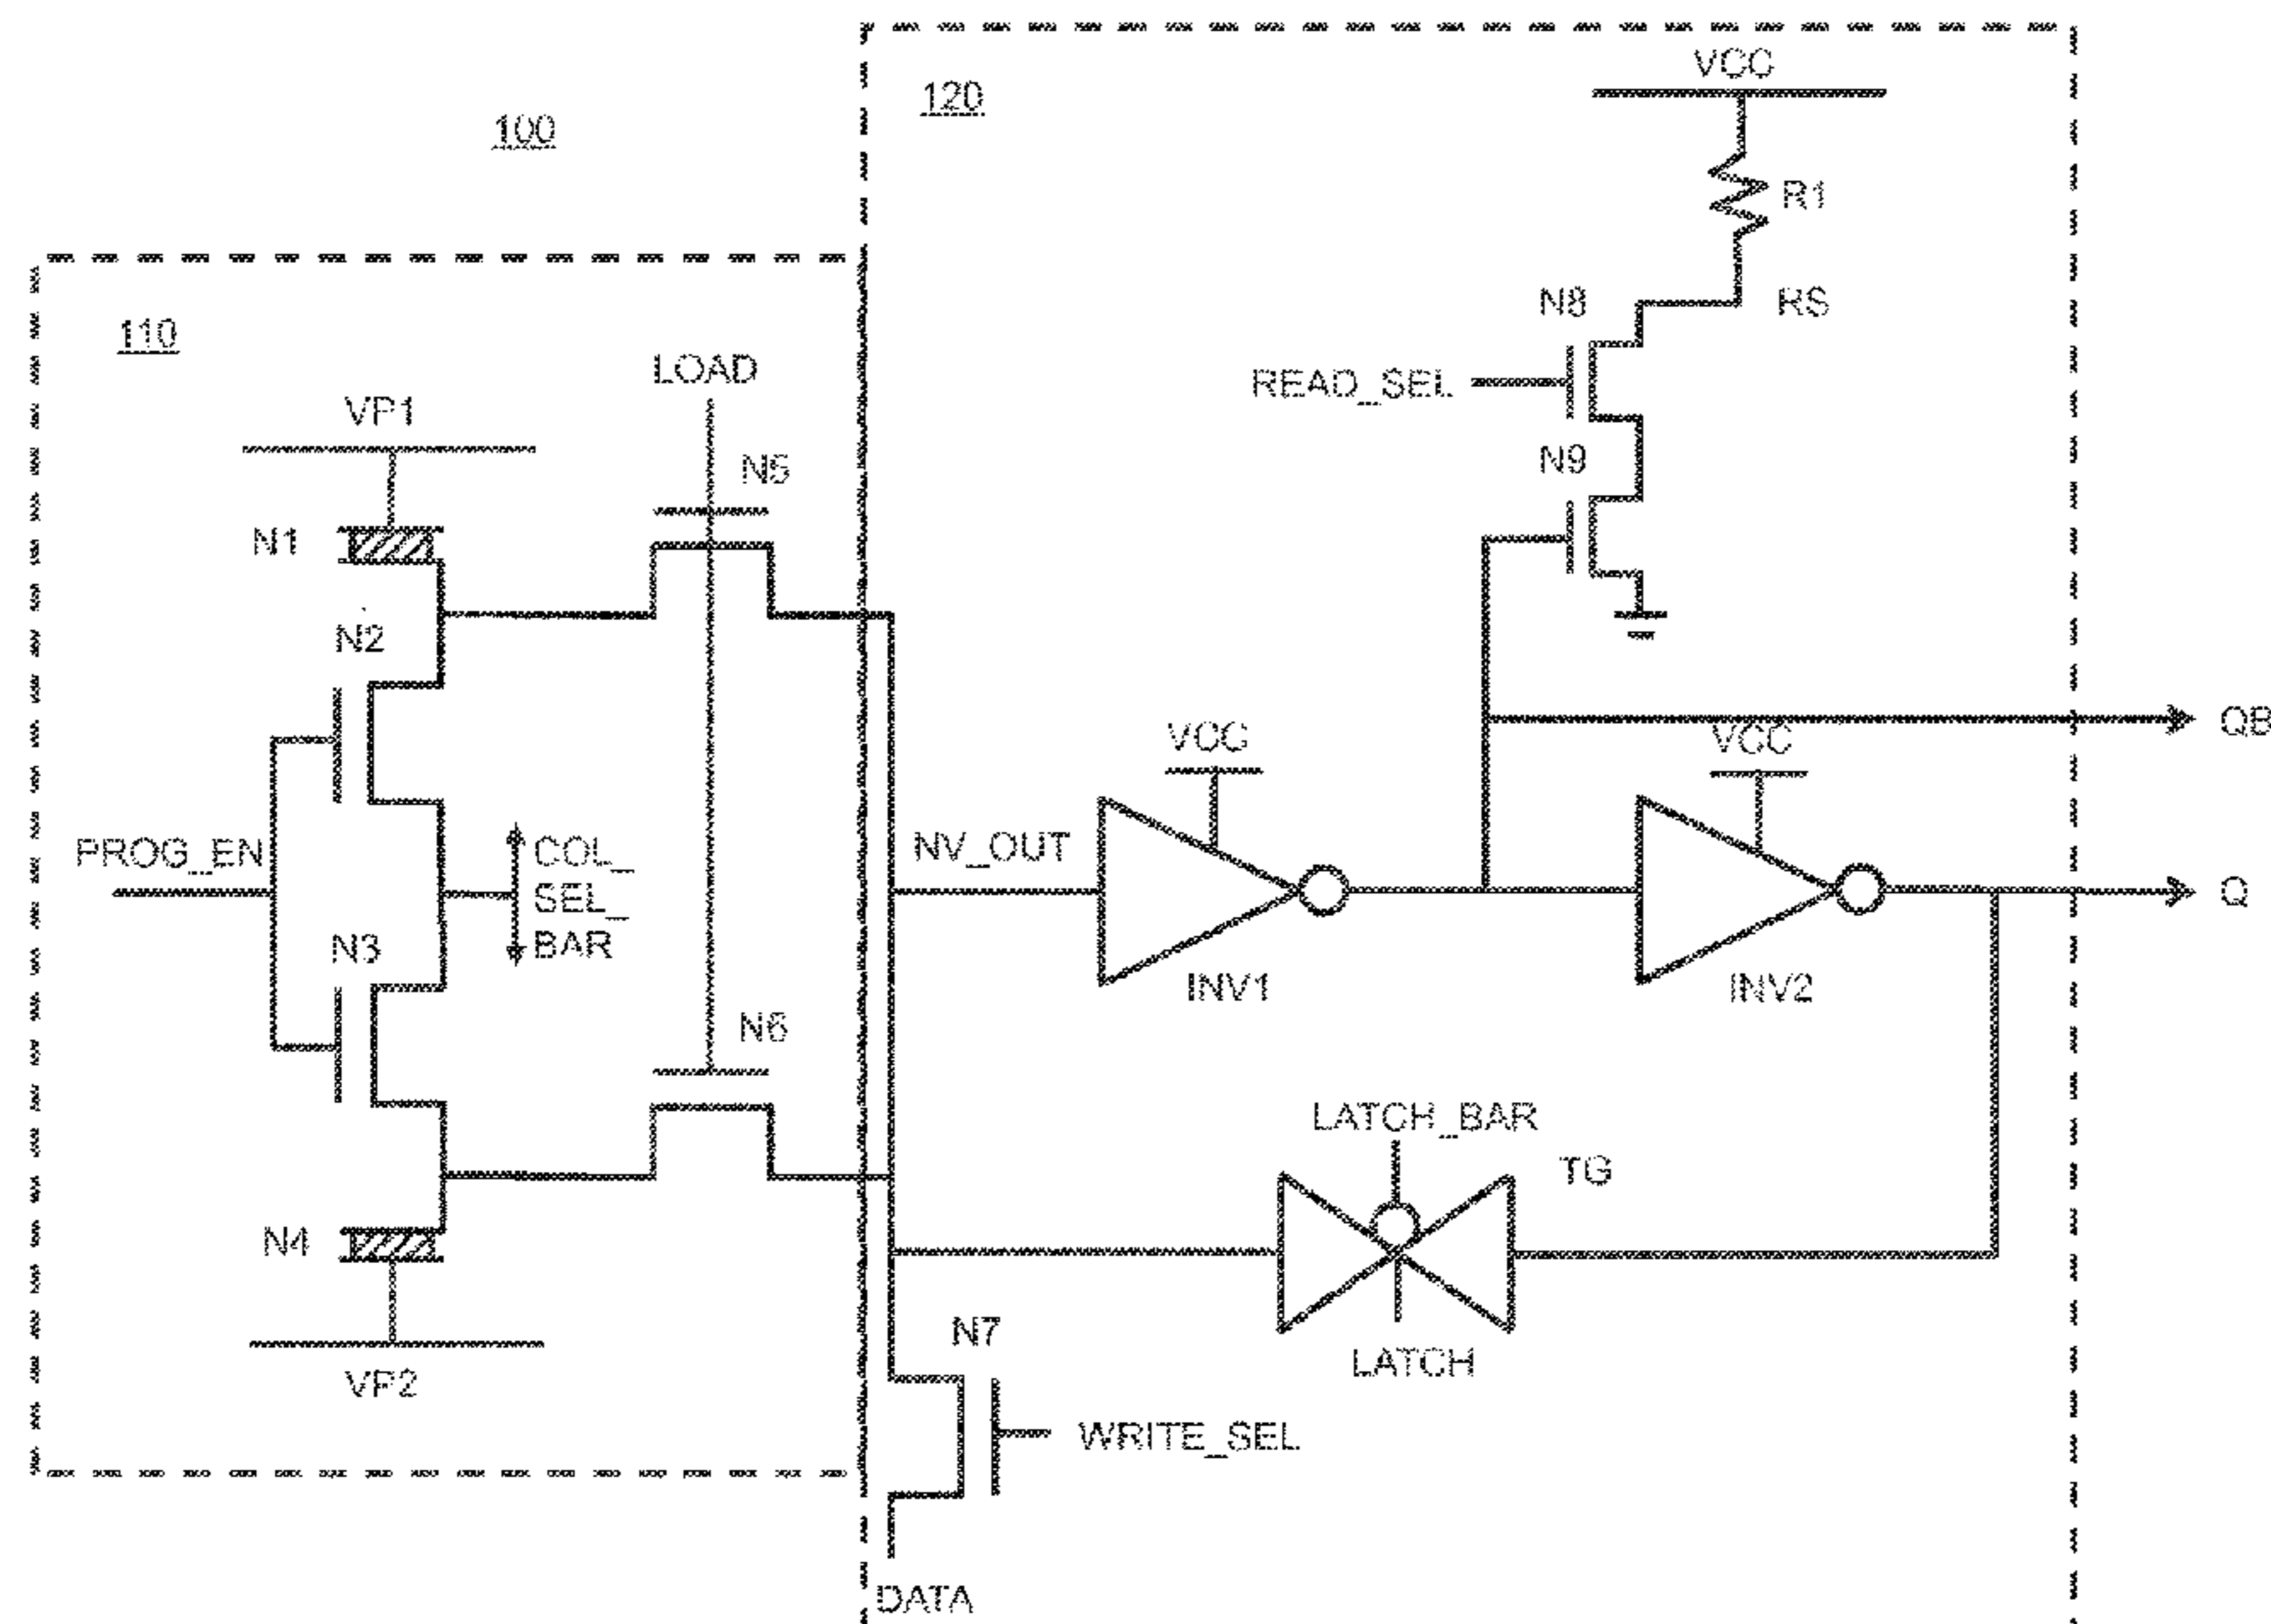 100
120
VCC
R1
RS
N8
READ_SEL
N9
110
LOAD
VP1
N5
N1
N2
PROG_EN
COL_
SEL_
BAR
N3
N6
N4
VP2
NV_OUT
VCC
INV1
VCC
INV2
QB
Q
LATCH_BAR
TG
LATCH
N7
WRITE_SEL
DATA